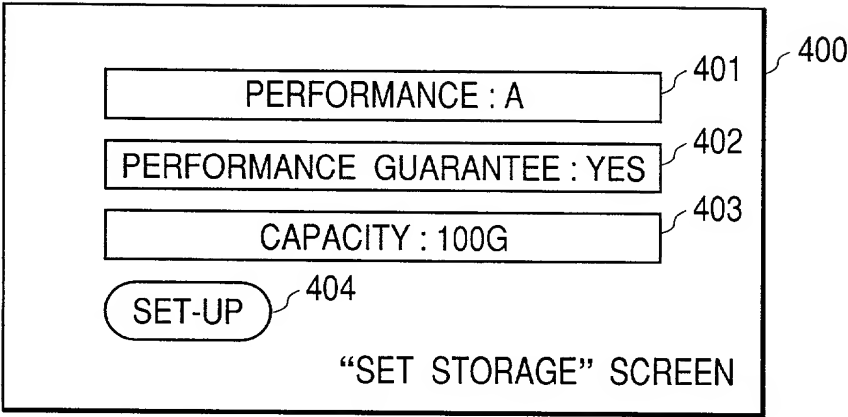 400
401
PERFORMANCE : A
402
PERFORMANCE GUARANTEE : YES
403
CAPACITY : 100G
404
SET-UP
“SET STORAGE” SCREEN